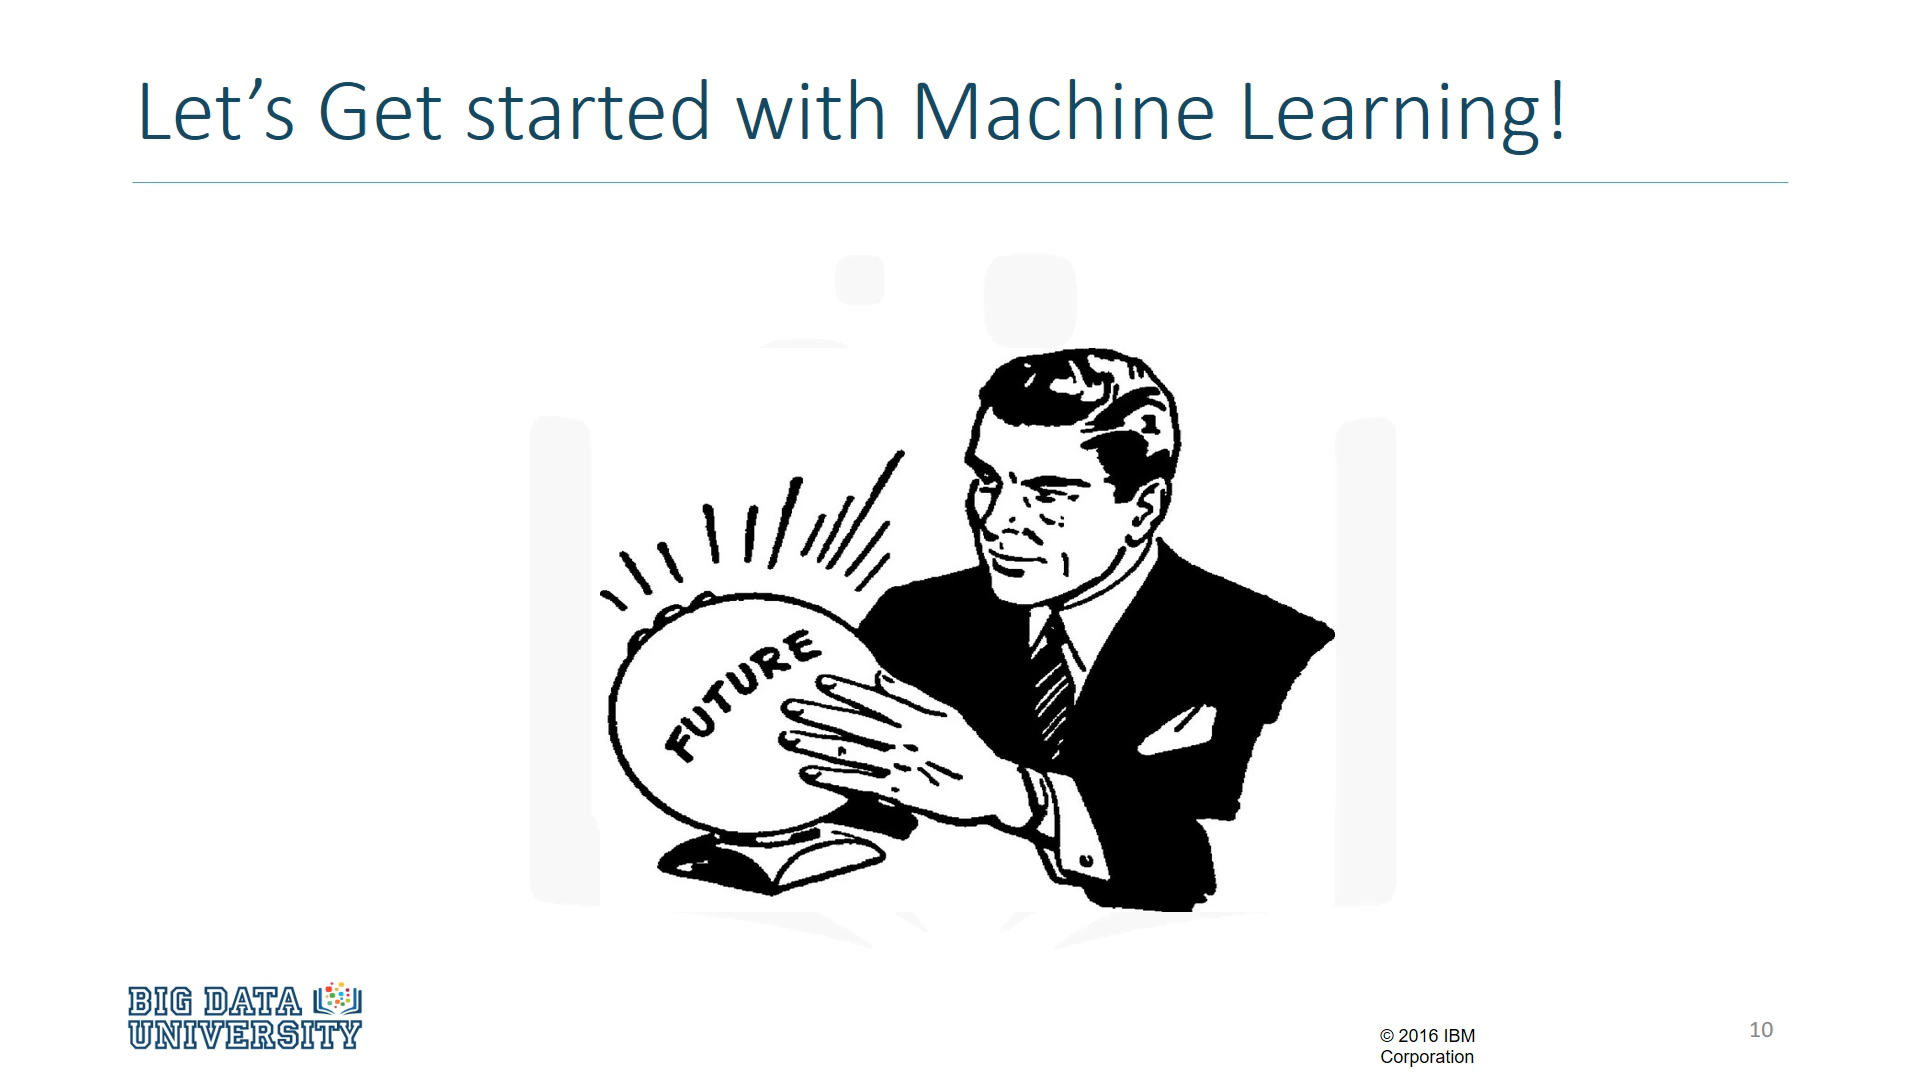 Let’s Get started with Machine Learning!
FUTURE
BIG DATA
UNIVERSITY
© 2016 IBM
Corporation
10